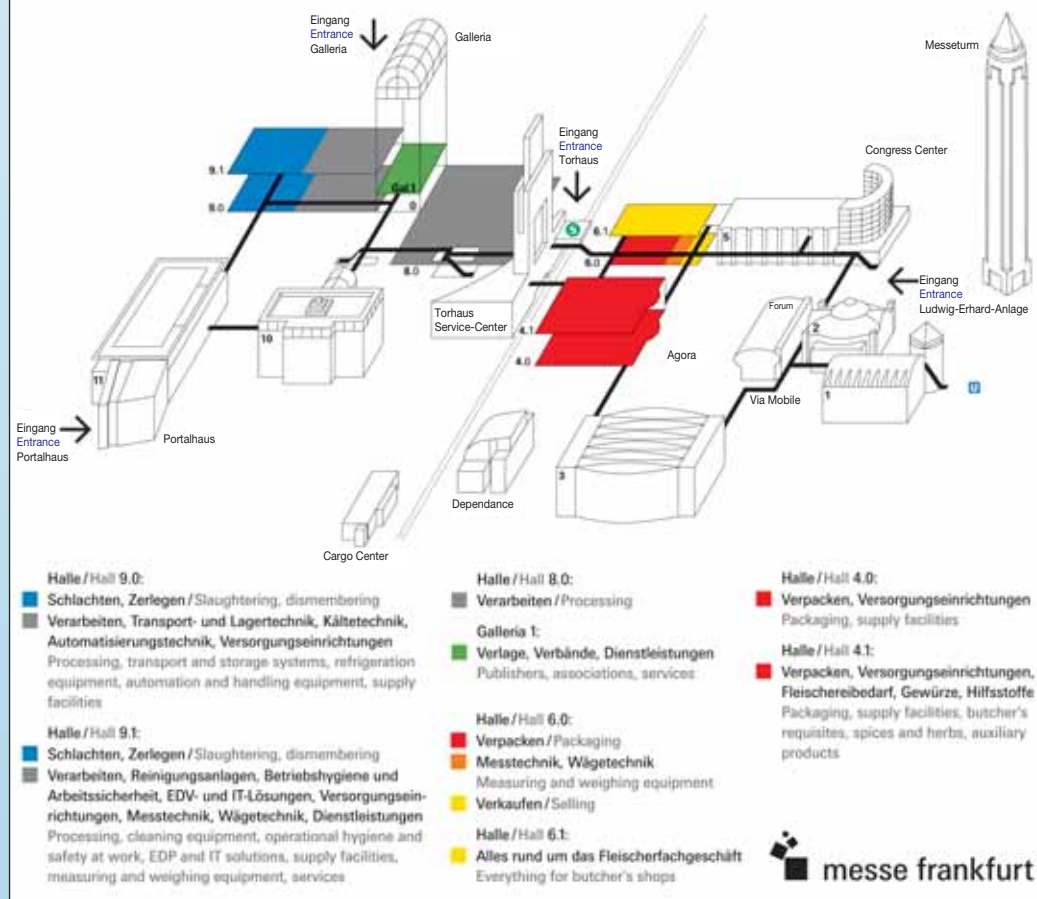 Eingang
Entrance
Galleria
Galleria
Messeturm
Eingang
Entrance
Torhaus
Congress Center
9.1
9.0
Gal.1
0
8.0
S
6.1
6.0
5
Eingang
Entrance
Ludwig-Erhard-Anlage
Torhaus
Service-Center
4.1
4.0
Agora
Forum
2
1
U
Via Mobile
10
11
Eingang
Entrance
Portalhaus
Portalhaus
3
Dependance
Cargo Center
Halle/Hall 9.0:
Schlachten, Zerlegen/Slaughtering, dismembering
Verarbeiten, Transport- und Lagertechnik, Kältetechnik,
Automatisierungstechnik, Versorgungseinrichtungen
Processing, transport and storage systems, refrigeration
equipment, automation and handling equipment, supply
facilities
Halle/Hall 9.1:
Schlachten, Zerlegen/Slaughtering, dismembering
Verarbeiten, Reinigungsanlagen, Betriebshygiene und
Arbeitssicherheit, EDV- und IT-Lösungen, Versorgungsein-
richtungen, Messtechnik, Wägetechnik, Dienstleistungen
Processing, cleaning equipment, operational hygiene and
safety at work, EDP and IT solutions, supply facilities,
measuring and weighing equipment, services
Halle/Hall 8.0:
Verarbeiten/Processing
Galleria 1:
Verlage, Verbände, Dienstleistungen
Publishers, associations, services
Halle/Hall 6.0:
Verpacken/Packaging
Messtechnik, Wägetechnik
Measuring and weighing equipment
Verkaufen/Selling
Halle/Hall 6.1:
Alles rund um das Fleischerfachgeschäft
Everything for butcher's shops
Halle/Hall 4.0:
Verpacken, Versorgungseinrichtungen
Packaging, supply facilities
Halle/Hall 4.1:
Verpacken, Versorgungseinrichtungen,
Fleischereibedarf, Gewürze, Hilfsstoffe
Packaging, supply facilities, butcher's
requisites, spices and herbs, auxiliary
products
messe frankfurt